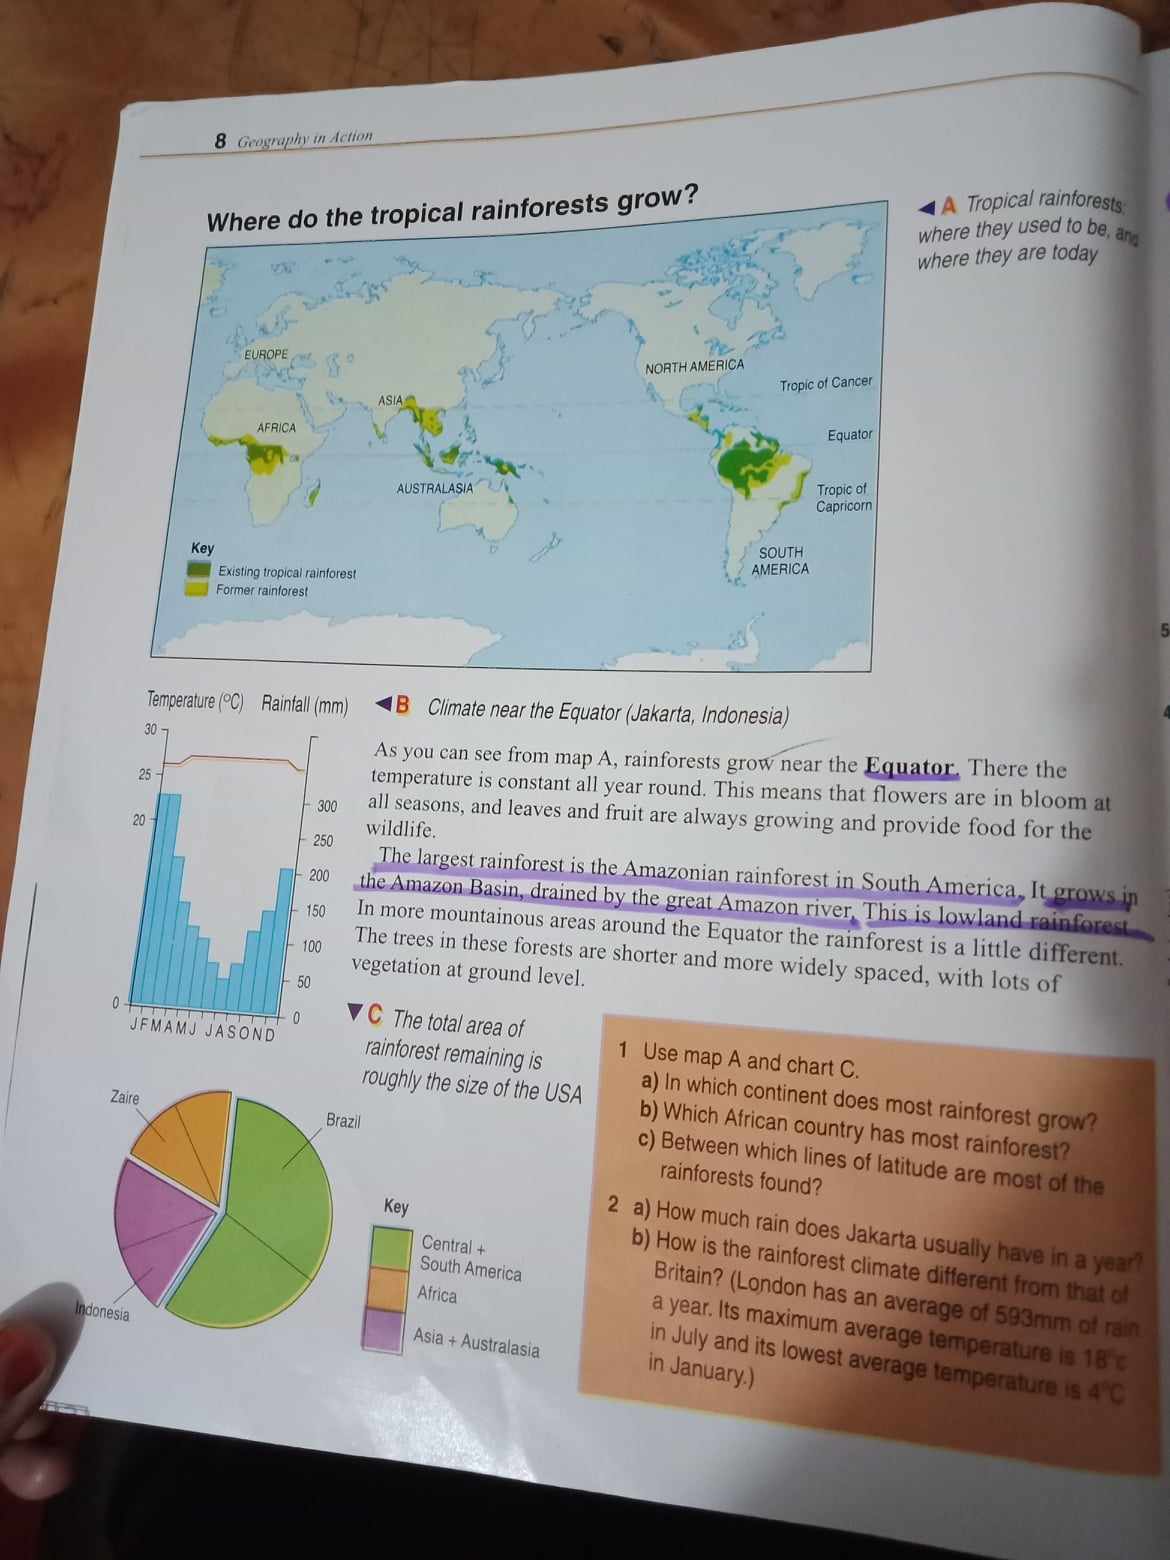 8 Geography in Action
Where do the tropical rainforests grow?
A Tropical rainforests:
where they used to be, and
where they are today
EUROPE
NORTH AMERICA
Tropic of Cancer
ASIA
AFRICA
Equator
AUSTRALASIA
Tropic of
Capricorn
SOUTH
AMERICA
Key
Existing tropical rainforest
Former rainforest
Temperature (°C) Rainfall (mm)
B Climate near the Equator (Jakarta, Indonesia)
30
25
20
0
300
250
200
150
100
50
0
J F M A M J J A S O N D
As you can see from map A, rainforests grow near the Equator. There the
temperature is constant all year round. This means that flowers are in bloom at
all seasons, and leaves and fruit are always growing and provide food for the
wildlife.
The largest rainforest is the Amazonian rainforest in South America. It grows in
the Amazon Basin, drained by the great Amazon river. This is lowland rainforest.
In more mountainous areas around the Equator the rainforest is a little different.
The trees in these forests are shorter and more widely spaced, with lots of
vegetation at ground level.
C The total area of
rainforest remaining is
roughly the size of the USA
Zaire
Brazil
Indonesia
Key
Central +
South America
Africa
Asia + Australasia
1 Use map A and chart C.
a) In which continent does most rainforest grow?
b) Which African country has most rainforest?
c) Between which lines of latitude are most of the
rainforests found?
2 a) How much rain does Jakarta usually have in a year?
b) How is the rainforest climate different from that of
Britain? (London has an average of 593mm of rain
a year. Its maximum average temperature is 18°c
in July and its lowest average temperature is 4°C
in January.)
5
4